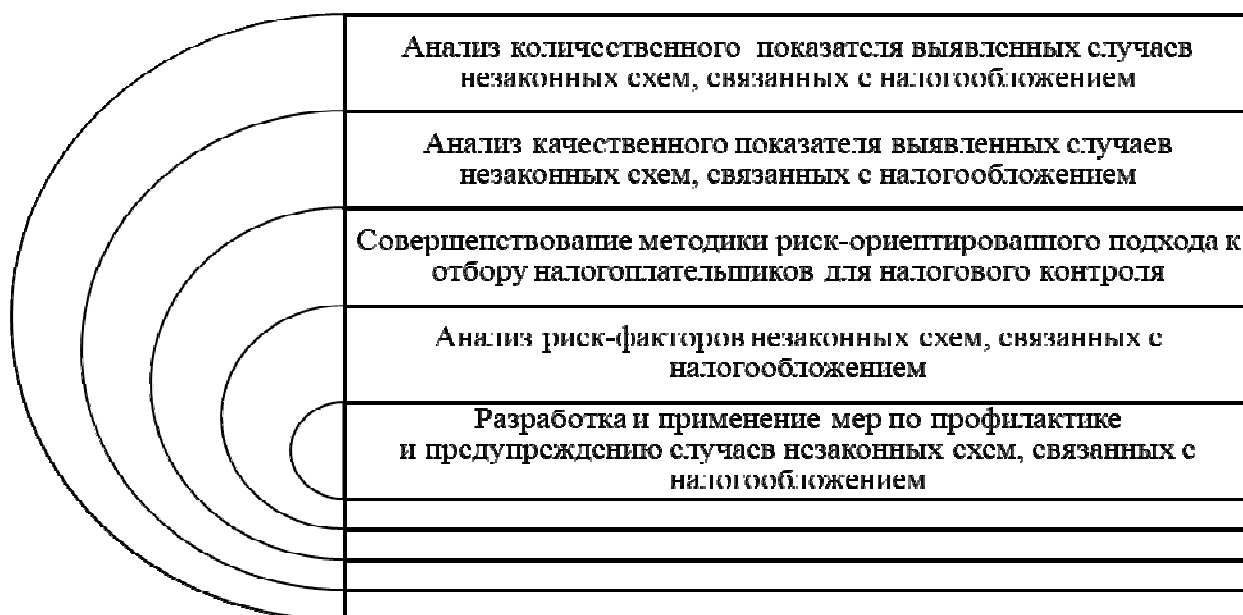 Анализ количественного показателя выявленных случаев
незаконных схем, связанных с налогообложением
Анализ качественного показателя выявленных случаев
незаконных схем, связанных с налогообложением
Совершенствование методики риск-ориентированного подхода к
отбору налогоплательщиков для налогового контроля
Анализ риск-факторов незаконных схем, связанных с
налогообложением
Разработка и применение мер по профилактике
и предупреждению случаев незаконных схем, связанных с
налогообложением